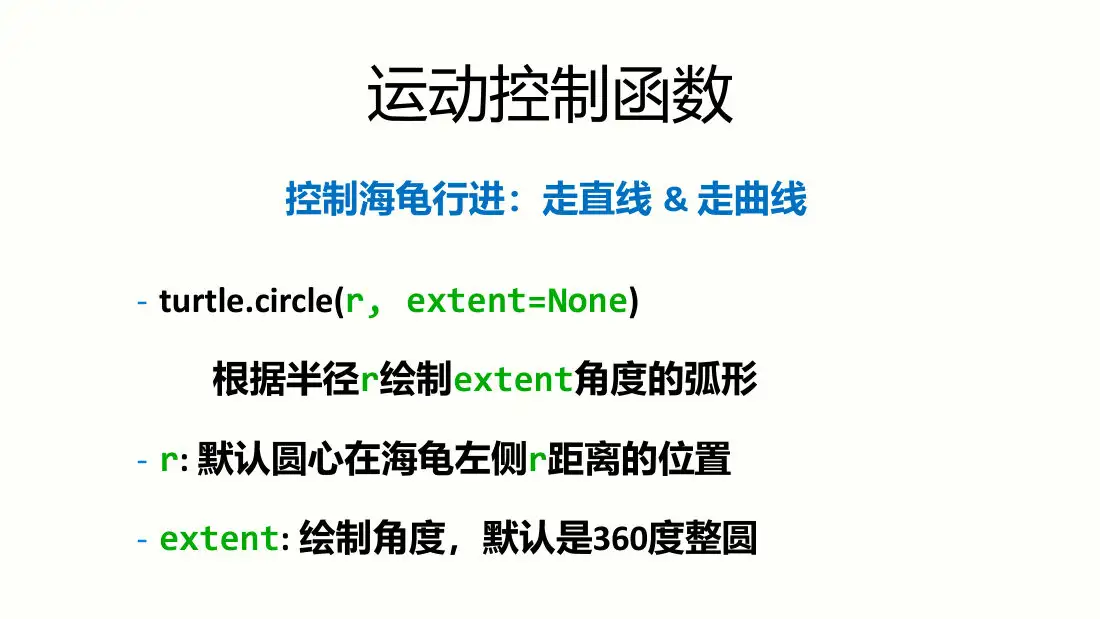 运动控制函数
控制海龟行进：走直线 & 走曲线
- turtle.circle(r, extent=None)
根据半径r绘制extent角度的弧形
- r: 默认圆心在海龟左侧r距离的位置
- extent: 绘制角度，默认是360度整圆